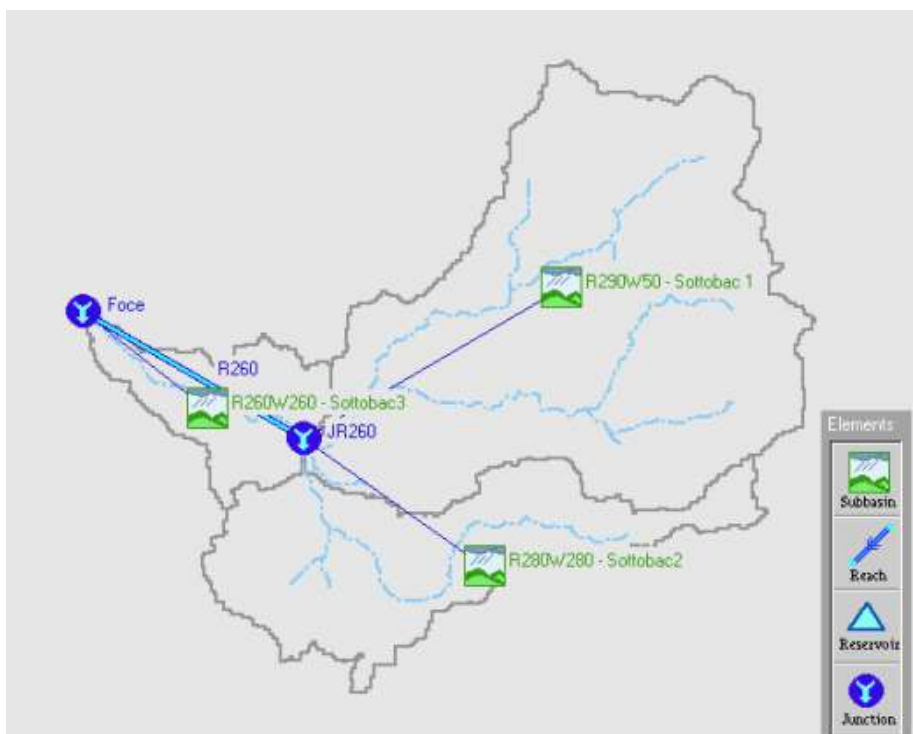 R290W50 - Sottobac 1
Foce
R260
R260W260 - Sottobac3
JR260
Elements
Subbasin
Reach
R280W280 - Sottobac2
Reservoir
Junction